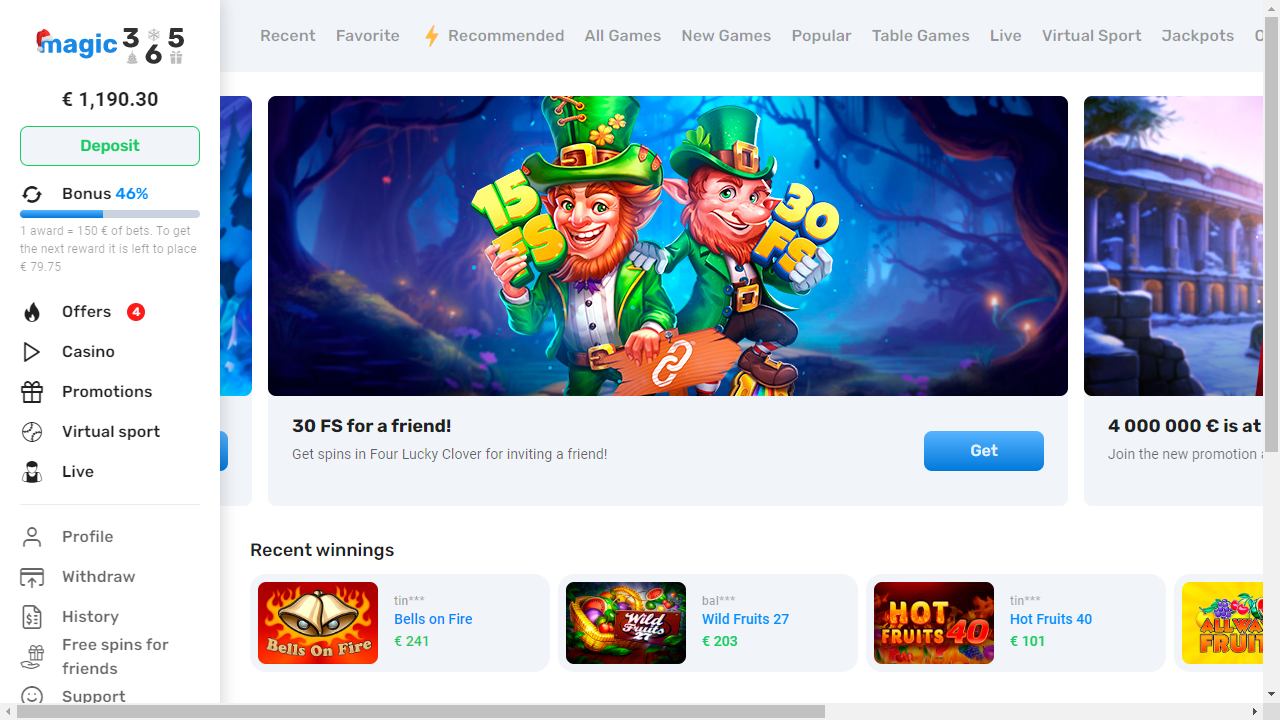 magic 365
€ 1,190.30
Deposit
Bonus 46%
1 award = 150 € of bets. To get
the next reward it is left to place
€ 79.75
Offers 4
Casino
Promotions
Virtual sport
Live
Profile
Withdraw
History
Free spins for
friends
Support
Recent Favorite Recommended All Games New Games Popular Table Games Live Virtual Sport Jackpots
15 FS
30 FS
30 FS for a friend!
Get spins in Four Lucky Clover for inviting a friend!
Get
4 000 000 € is at
Join the new promotion
Recent winnings
Bells On Fire
tin***
Bells on Fire
€ 241
Wild Fruits 27
bal***
Wild Fruits 27
€ 203
HOT FRUITS 40
tin***
Hot Fruits 40
€ 101